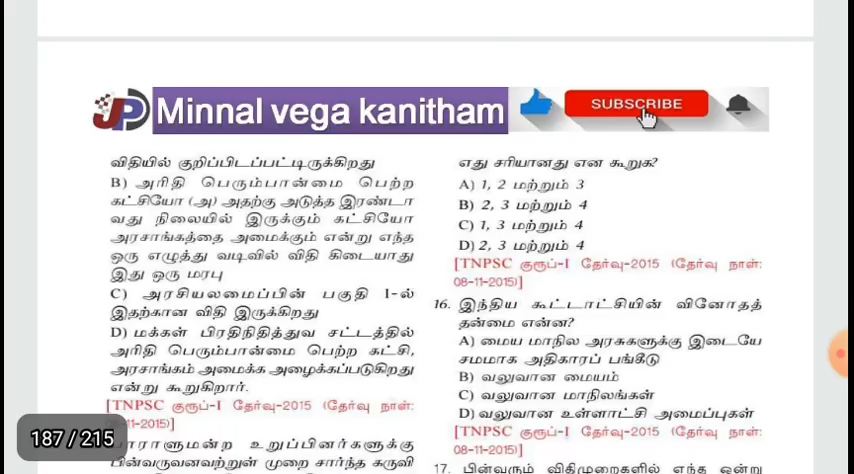 JP Minnal vega kanitham
SUBSCRIBE
விதியில் குறிப்பிடப்பட்டிருக்கிறது
B) அரிதி பெரும்பான்மை பெற்ற
கட்சியோ (அ) அதற்கு அடுத்த இரண்டா
வது நிலையில் இருக்கும் கட்சியோ
அரசாங்கத்தை அமைக்கும் என்று எந்த
ஒரு எழுத்து வடிவில் விதி கிடையாது
இது ஒரு மரபு
C) அரசியலமைப்பின் பகுதி I-ல்
இதற்கான விதி இருக்கிறது
D) மக்கள் பிரதிநிதித்துவ சட்டத்தில்
அரிதி பெரும்பான்மை பெற்ற கட்சி,
அரசாங்கம் அமைக்க அழைக்கப்படுகிறது
என்று கூறுகிறார்.
[TNPSC குரூப்-I தேர்வு-2015 (தேர்வு நாள்:
-11-2015)]
உறுப்பினர்களுக்கு
பின்வருவனவற்றுள் முறை சார்ந்த கருவி
எது சரியானது என கூறுக?
A) 1, 2 மற்றும் 3
B) 2, 3 மற்றும் 4
C) 1, 3 மற்றும் 4
D) 2, 3 மற்றும் 4
[TNPSC குரூப்-I தேர்வு-2015 (தேர்வு நாள்:
08-11-2015)]
16. இந்திய கூட்டாட்சியின் வினோதத்
தன்மை என்ன?
A) மைய மாநில அரசுகளுக்கு இடையே
சமமாக அதிகாரப் பங்கீடு
B) வலுவான மையம்
C) வலுவான மாநிலங்கள்
D) வலுவான உள்ளாட்சி அமைப்புகள்
[TNPSC குரூப்-I தேர்வு-2015 (தேர்வு நாள்:
08-11-2015)]
17. பின்வரும் விதிமுறைகளில் எந்த ஒன்று
187 / 215